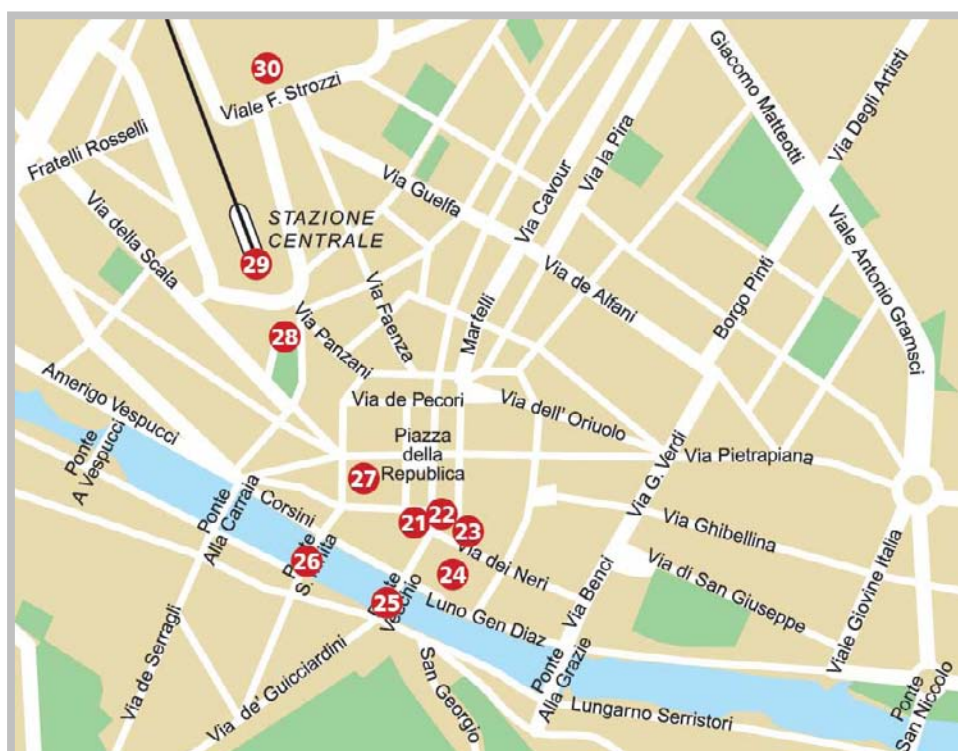 30
Viale F. Strozzi
Fratelli Rosselli
Giacomo Matteotti
Via Degli Artisti
Via la Pira
Via Cavour
Via Guelfa
Via della Scala
STAZIONE
CENTRALE
29
Via de Alfani
Borgo Pinti
Viale Antonio Gramsci
Via Faenza
28
Via Panzani
Martelli
Amerigo Vespucci
Via de Pecori
Via dell' Oriuolo
Ponte
A Vespucci
Piazza
della
Republica
Via G. Verdi
Via Pietrapiana
27
Ponte
Alla Carraia
Corsini
21
22
23
Via Ghibellina
26
S.
24
Via dei Neri
Via di San Giuseppe
Viale Giovine Italia
25
Vecchio
Luno Gen Diaz
Via Benci
Via de Serragli
Via de' Guicciardini
San Georgio
Ponte
Alla Grazie
Lungarno Serristori
Ponte
San Niccolo